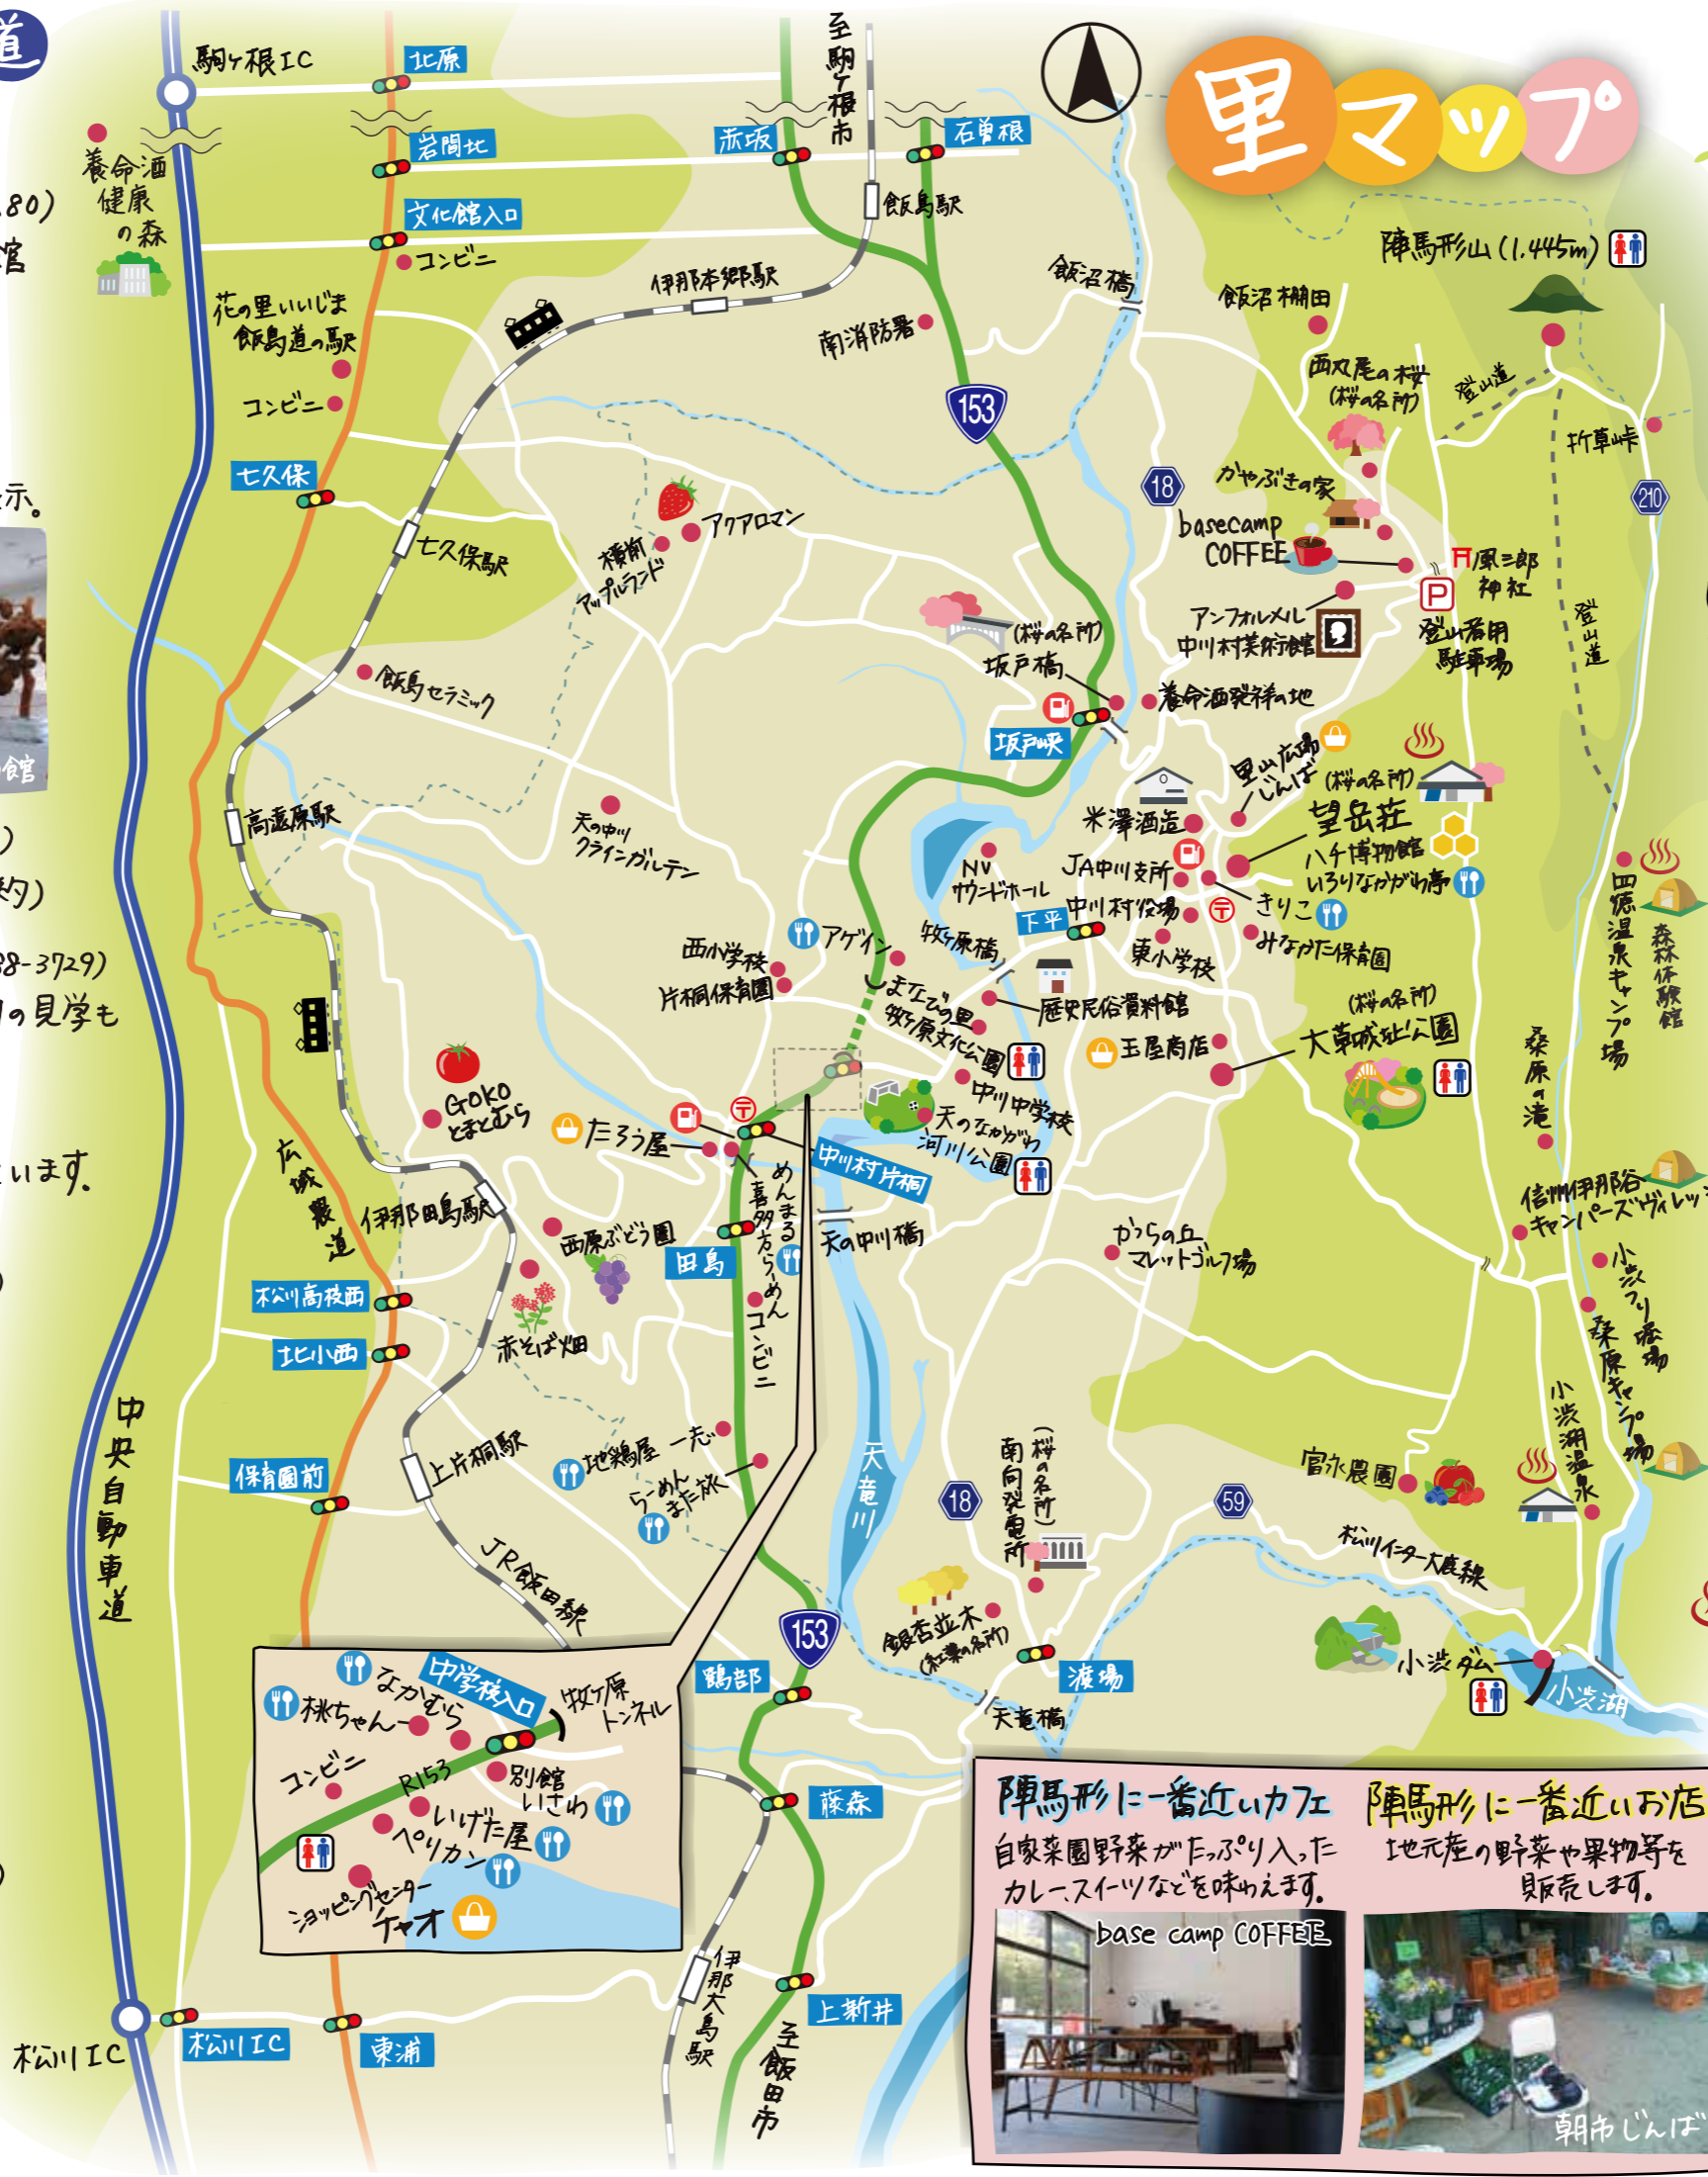 道
里マップ
駒ヶ根IC
北原
至駒ヶ根市
岩間北
赤坂
石曽根
養命酒
健康
の森
80)
館
文化館入口
コンビニ
飯島駅
陣馬形山(1.445m)
花の里いいじま
飯島道の駅
伊那本郷駅
飯沼橋
飯沼棚田
南消防署
コンビニ
153
西丸尾の桜
(桜の名所)
登山道
折草峠
七久保
示。
18
かやぶきの家
210
アクアロマン
横前
アップルランド
七久保駅
basecamp
COFFEE
風三郎
神社
P
登山者用
駐車場
登山道
アンフォルメル
中川村美術館
(桜の名所)
坂戸橋
養命酒発祥の地
飯島セラミック
坂戸峡
館
里山広場
じんば
(桜の名所)
望岳荘
ハチ博物館
いろりなかがわ亭
米澤酒造
高遠原駅
天の中川
クラインガルテン
NV
サウンドホール
JA中川支所
中川村役場
きりこ
下平
みなかた保育園
東小学校
四徳温泉キャンプ場
森林体験館
約)
88-3729)
の見学も
アゲイン
牧ヶ原橋
西小学校
片桐保育園
まなびの里
牧ヶ原文化公園
歴史民俗資料館
玉屋商店
(桜の名所)
大草城址公園
桑原の滝
GOKO
とまとむら
たろう屋
中川中学校
天のなかがわ
河川公園
中川村片桐
います。
広域農道
伊那田島駅
西原ぶどう園
めんまる
喜多方らーめん
田島
天の中川橋
かつらの丘
マレットゴルフ場
信州伊那谷
キャンパーズヴィレッ
小渋つり堀場
桑原キャンプ場
松川高校西
赤そば畑
コンビニ
北小西
中央自動車道
保育園前
上片桐駅
地鶏屋 一志
らーめん
また旅
天竜川
18
南向発電所
(桜の名所)
59
富永農園
小渋湖温泉
松川インター大鹿線
JR飯田線
銀杏並木
(紅葉の名所)
153
鶴部
渡場
天竜橋
小渋ダム
小渋湖
なかむら
中学校入口
牧ヶ原
トンネル
桃ちゃん
コンビニ
R153
別館
いさわ
いげた屋
ペリカン
ショッピングセンター
チャオ
藤森
上新井
伊那大島駅
至飯田市
松川IC
松川IC
東浦
陣馬形に一番近いカフェ
自家菜園野菜がたっぷり入った
カレー、スイーツなどを味わえます。
base camp COFFEE
陣馬形に一番近いお店
地元産の野菜や果物等を
販売します。
朝市じんば